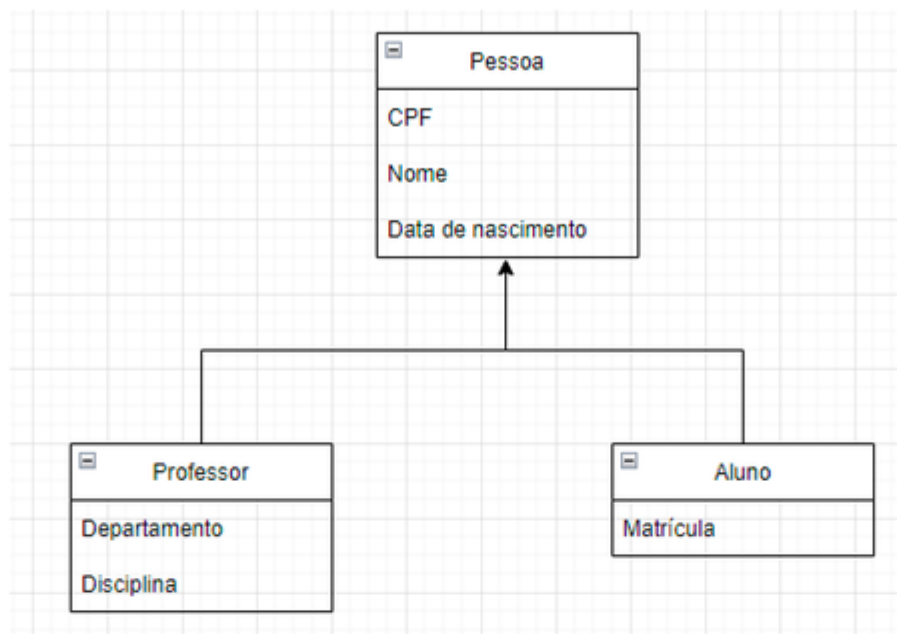 Pessoa
CPF
Nome
Data de nascimento
Professor
Departamento
Disciplina
Aluno
Matrícula